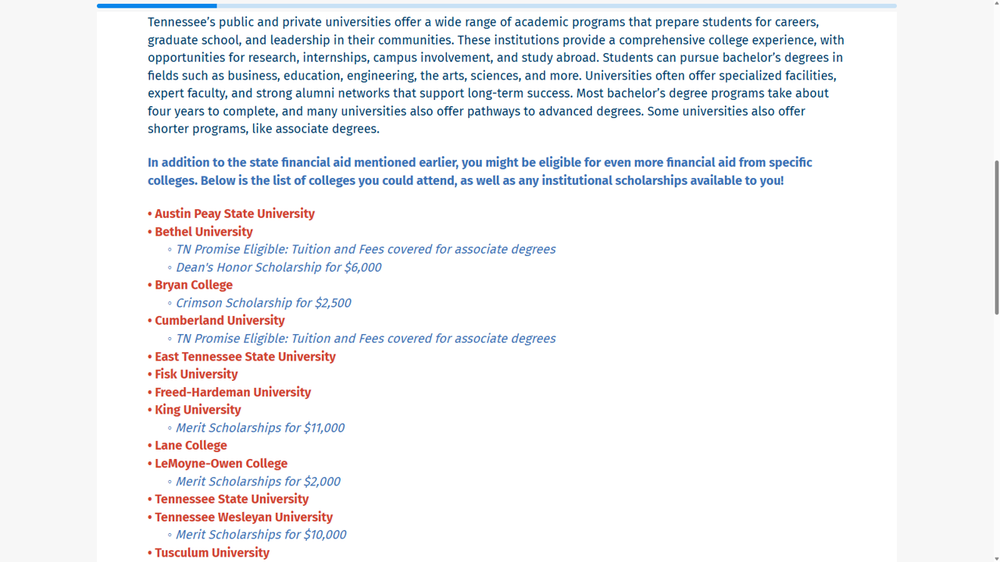 Tennessee’s public and private universities offer a wide range of academic programs that prepare students for careers,
graduate school, and leadership in their communities. These institutions provide a comprehensive college experience, with
opportunities for research, internships, campus involvement, and study abroad. Students can pursue bachelor’s degrees in
fields such as business, education, engineering, the arts, sciences, and more. Universities often offer specialized facilities,
expert faculty, and strong alumni networks that support long-term success. Most bachelor’s degree programs take about
four years to complete, and many universities also offer pathways to advanced degrees. Some universities also offer
shorter programs, like associate degrees.
In addition to the state financial aid mentioned earlier, you might be eligible for even more financial aid from specific
colleges. Below is the list of colleges you could attend, as well as any institutional scholarships available to you!
• Austin Peay State University
• Bethel University
◦ TN Promise Eligible: Tuition and Fees covered for associate degrees
◦ Dean's Honor Scholarship for $6,000
• Bryan College
◦ Crimson Scholarship for $2,500
• Cumberland University
◦ TN Promise Eligible: Tuition and Fees covered for associate degrees
• East Tennessee State University
• Fisk University
• Freed-Hardeman University
• King University
◦ Merit Scholarships for $11,000
• Lane College
• LeMoyne-Owen College
◦ Merit Scholarships for $2,000
• Tennessee State University
• Tennessee Wesleyan University
◦ Merit Scholarships for $10,000
• Tusculum University